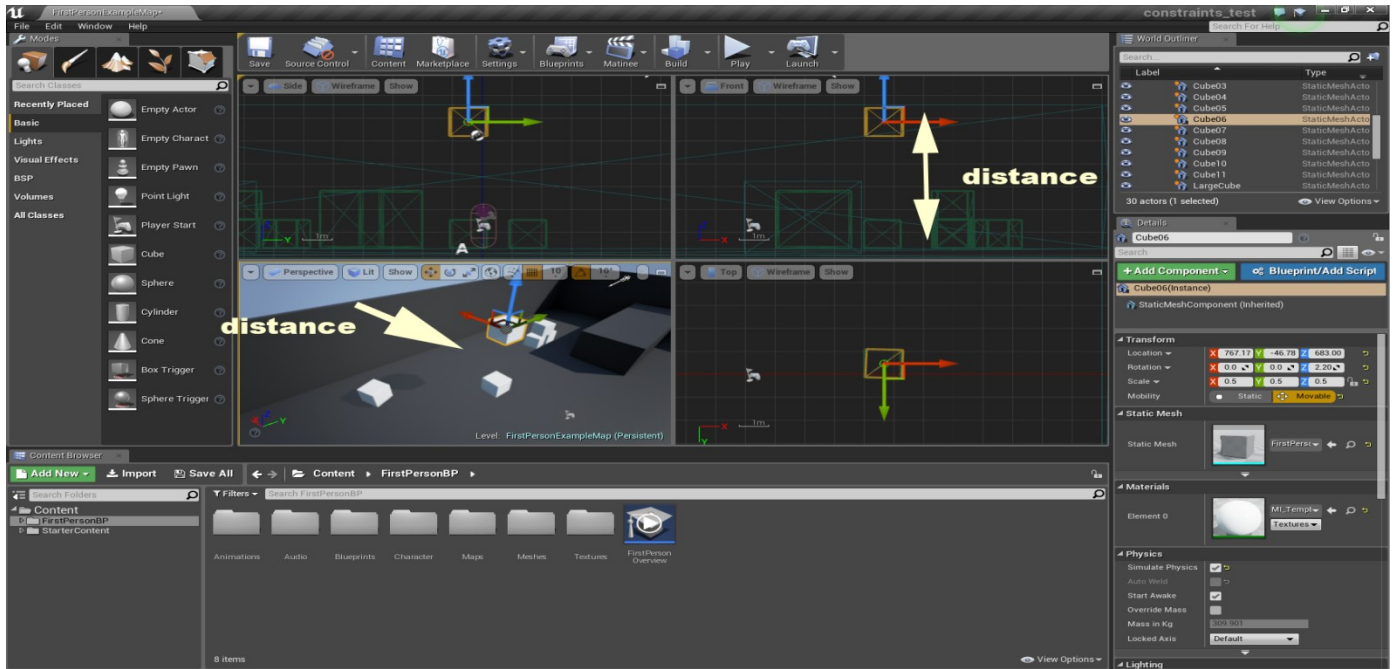 FirstPersonExampleMap*
constraints_test
File Edit Window Help
Search For Help
Modes
Search Classes
Recently Placed
Basic
Lights
Visual Effects
BSP
Volumes
All Classes
Empty Actor
Empty Charact
Empty Pawn
Point Light
Player Start
Cube
Sphere
Cylinder
Cone
Box Trigger
Sphere Trigger
Save Source Control Content Marketplace Settings Blueprints Matinee Build Play Launch
Side Wireframe Show
Y 1m
A
Front Wireframe Show
distance
X 1m
Perspective Lit Show 10 10°
distance
X Y
Level: FirstPersonExampleMap (Persistent)
Top Wireframe Show
X 1m
Y
World Outliner
Search...
Label Type
Cube03 StaticMeshActo
Cube04 StaticMeshActo
Cube05 StaticMeshActo
Cube06 StaticMeshActo
Cube07 StaticMeshActo
Cube08 StaticMeshActo
Cube09 StaticMeshActo
Cube10 StaticMeshActo
Cube11 StaticMeshActo
LargeCube StaticMeshActo
30 actors (1 selected) View Options
Details
Cube06
Search
+Add Component Blueprint/Add Script
Cube06(Instance)
StaticMeshComponent (Inherited)
Transform
Location X 767.17 Y -46.78 Z 683.00
Rotation X 0.0 Y 0.0 Z 2.20
Scale X 0.5 Y 0.5 Z 0.5
Mobility Static Movable
Static Mesh
Static Mesh FirstPersc
Materials
Element 0 MI_Templ
Textures
Physics
Simulate Physics
Auto Weld
Start Awake
Override Mass
Mass in Kg 309.901
Locked Axis Default
Lighting
Content Browser
Add New Import Save All Content FirstPersonBP
Search Folders
Content
FirstPersonBP
StarterContent
Filters Search FirstPersonBP
Animations Audio Blueprints Character Maps Meshes Textures FirstPerson
Overview
8 items View Options